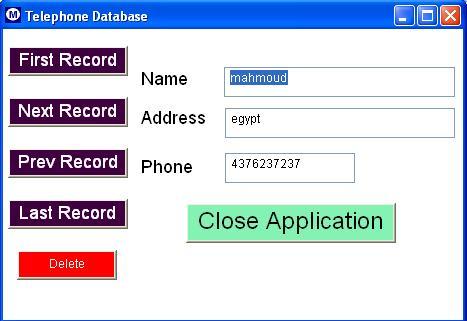 M Telephone Database
First Record
Next Record
Prev Record
Last Record
Delete
Name mahmoud
Address egypt
Phone 4376237237
Close Application